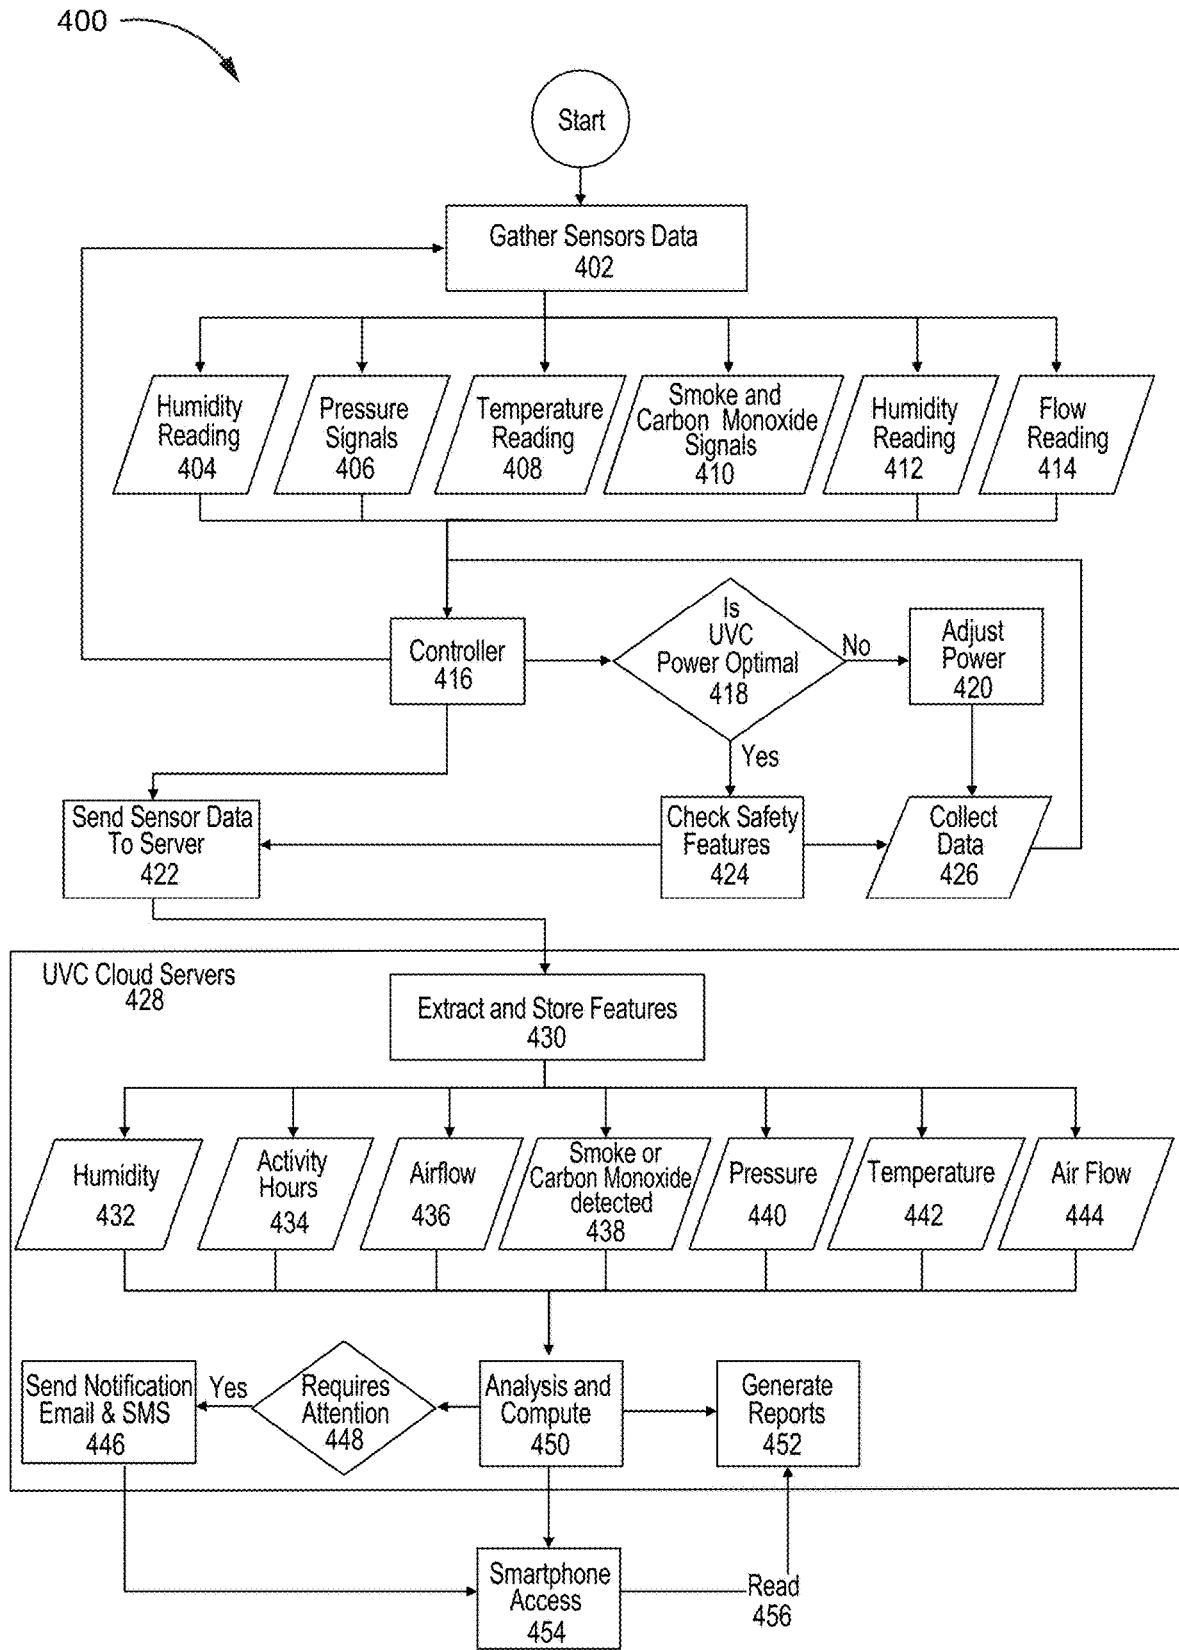 400
Start
Gather Sensors Data
402
Humidity
Reading
404
Pressure
Signals
406
Temperature
Reading
408
Smoke and
Carbon Monoxide
Signals
410
Humidity
Reading
412
Flow
Reading
414
Controller
416
Is
UVC
Power Optimal
418
No
Adjust
Power
420
Yes
Send Sensor Data
To Server
422
Check Safety
Features
424
Collect
Data
426
UVC Cloud Servers
428
Extract and Store Features
430
Humidity
432
Activity
Hours
434
Airflow
436
Smoke or
Carbon Monoxide
detected
438
Pressure
440
Temperature
442
Air Flow
444
Send Notification
Email & SMS
446
Yes
Requires
Attention
448
Analysis and
Compute
450
Generate
Reports
452
Smartphone
Access
454
Read
456